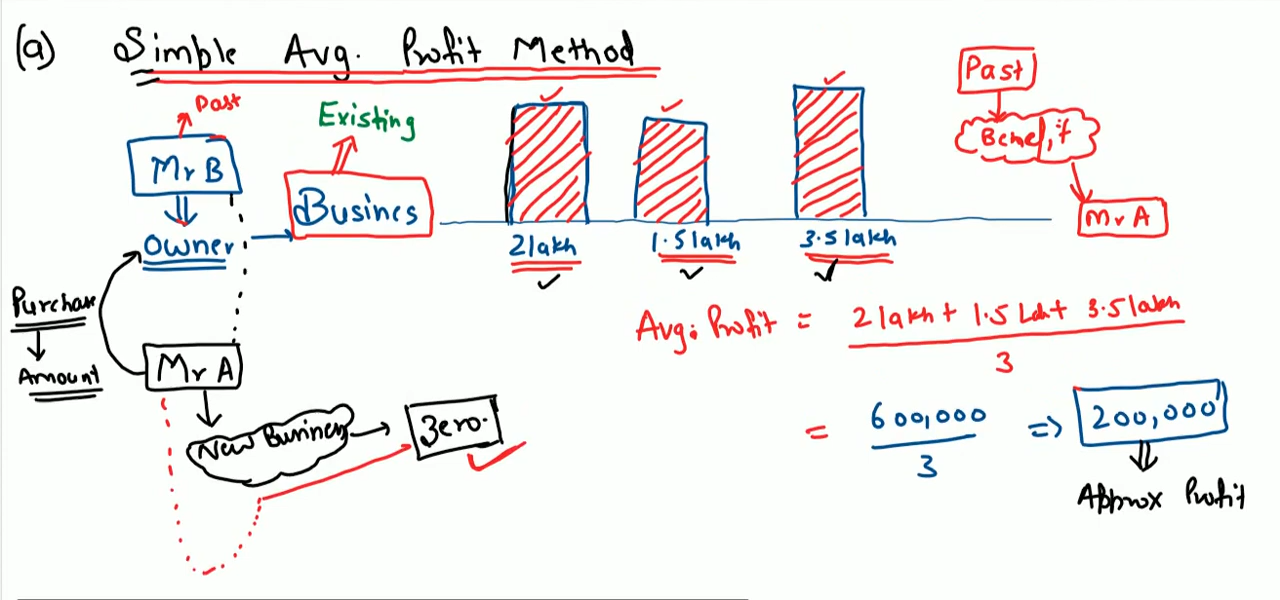 (a) Simple Avg. Profit Method
Past
Mr B
Owner
Purchase
Amount
Mr A
New Business
Zero.
Existing
Busincs
2 lakh
1.5 lakh
3.5 lakh
Past
Benefit
Mr A
Avg. Profit = 2 lakh + 1.5 Lakh + 3.5 lakh
3
= 600,000 => 200,000
3
Approx Profit